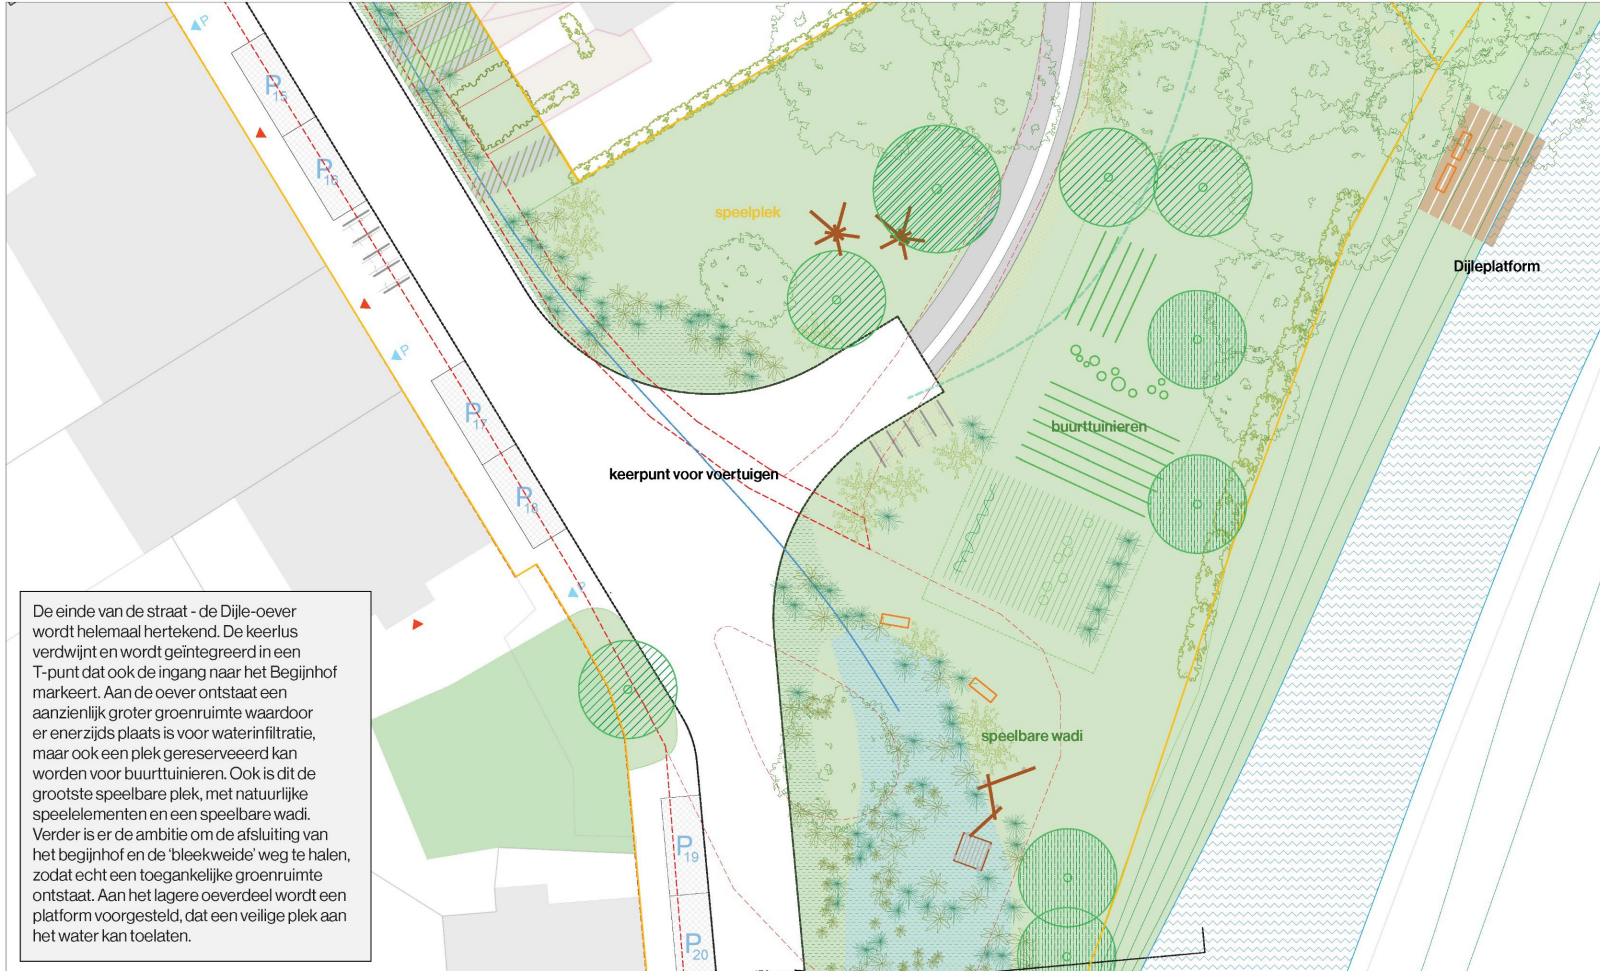 P
P
15
P
16
speelplek
Dijleplatform
P
P
17
buurttuinieren
keerpunt voor voertuigen
P
18
P
De einde van de straat - de Dijle-oever
wordt helemaal hertekend. De keerlus
verdwijnt en wordt geïntegreerd in een
T-punt dat ook de ingang naar het Begijnhof
markeert. Aan de oever ontstaat een
aanzienlijk groter groenruimte waardoor
er enerzijds plaats is voor waterinfiltratie,
maar ook een plek gereserveeerd kan
worden voor buurttuinieren. Ook is dit de
grootste speelbare plek, met natuurlijke
speelelementen en een speelbare wadi.
Verder is er de ambitie om de afsluiting van
het begijnhof en de ‘bleekweide’ weg te halen,
zodat echt een toegankelijke groenruimte
ontstaat. Aan het lagere oeverdeel wordt een
platform voorgesteld, dat een veilige plek aan
het water kan toelaten.
speelbare wadi
P
19
P
20